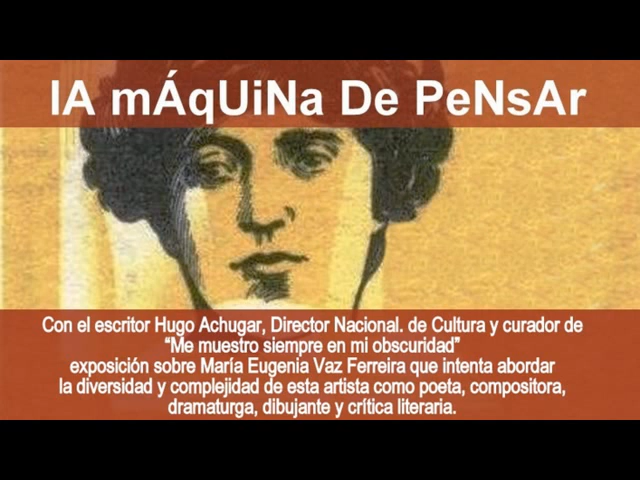 lA mÁqUiNa De PeNsAr
Con el escritor Hugo Achugar, Director Nacional. de Cultura y curador de
“Me muestro siempre en mi obscuridad”
exposición sobre María Eugenia Vaz Ferreira que intenta abordar
la diversidad y complejidad de esta artista como poeta, compositora,
dramaturga, dibujante y crítica literaria.